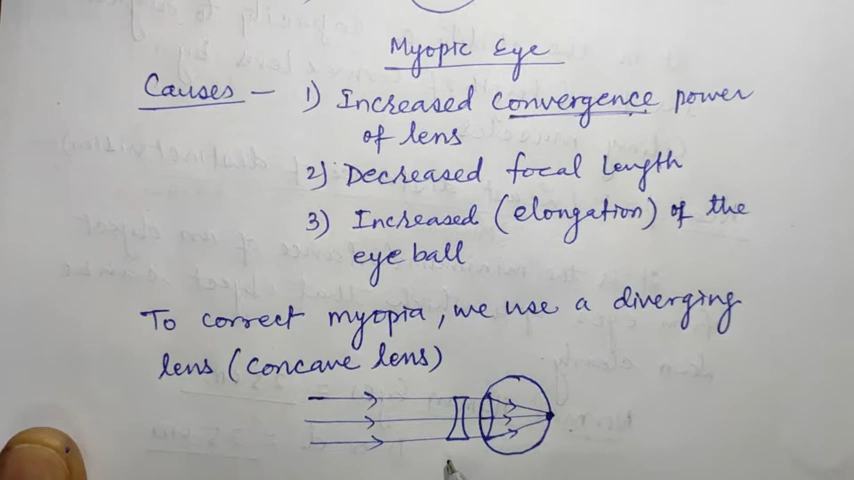 Myopic Eye
Causes - 1) Increased convergence power
of lens
2) Decreased focal length
3) Increased (elongation) of the
eye ball
To correct myopia, we use a diverging
lens (concave lens)